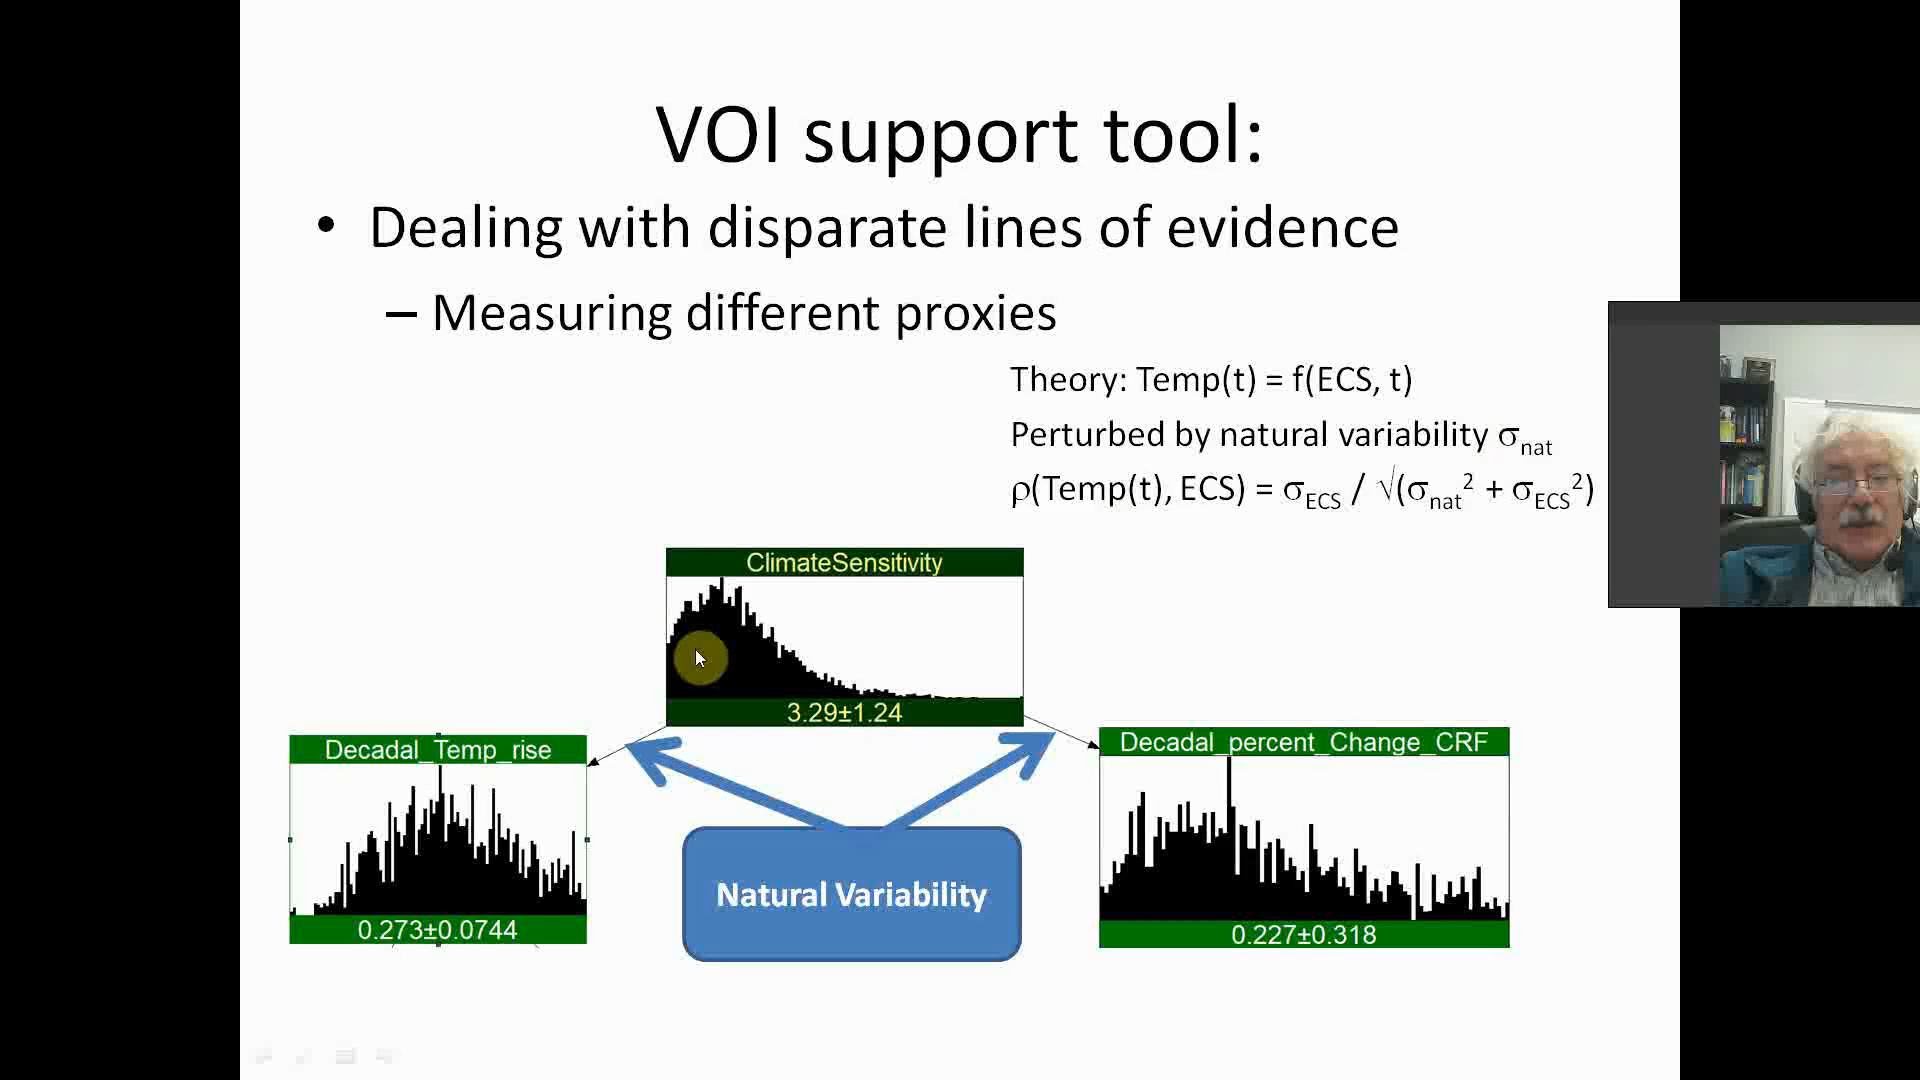 VOI support tool:
• Dealing with disparate lines of evidence
– Measuring different proxies
Theory: Temp(t) = f(ECS, t)
Perturbed by natural variability σnat
ρ(Temp(t), ECS) = σECS / √(σnat² + σECS²)
ClimateSensitivity
3.29±1.24
Decadal_Temp_rise
0.273±0.0744
Natural Variability
Decadal_percent_Change_CRF
0.227±0.318